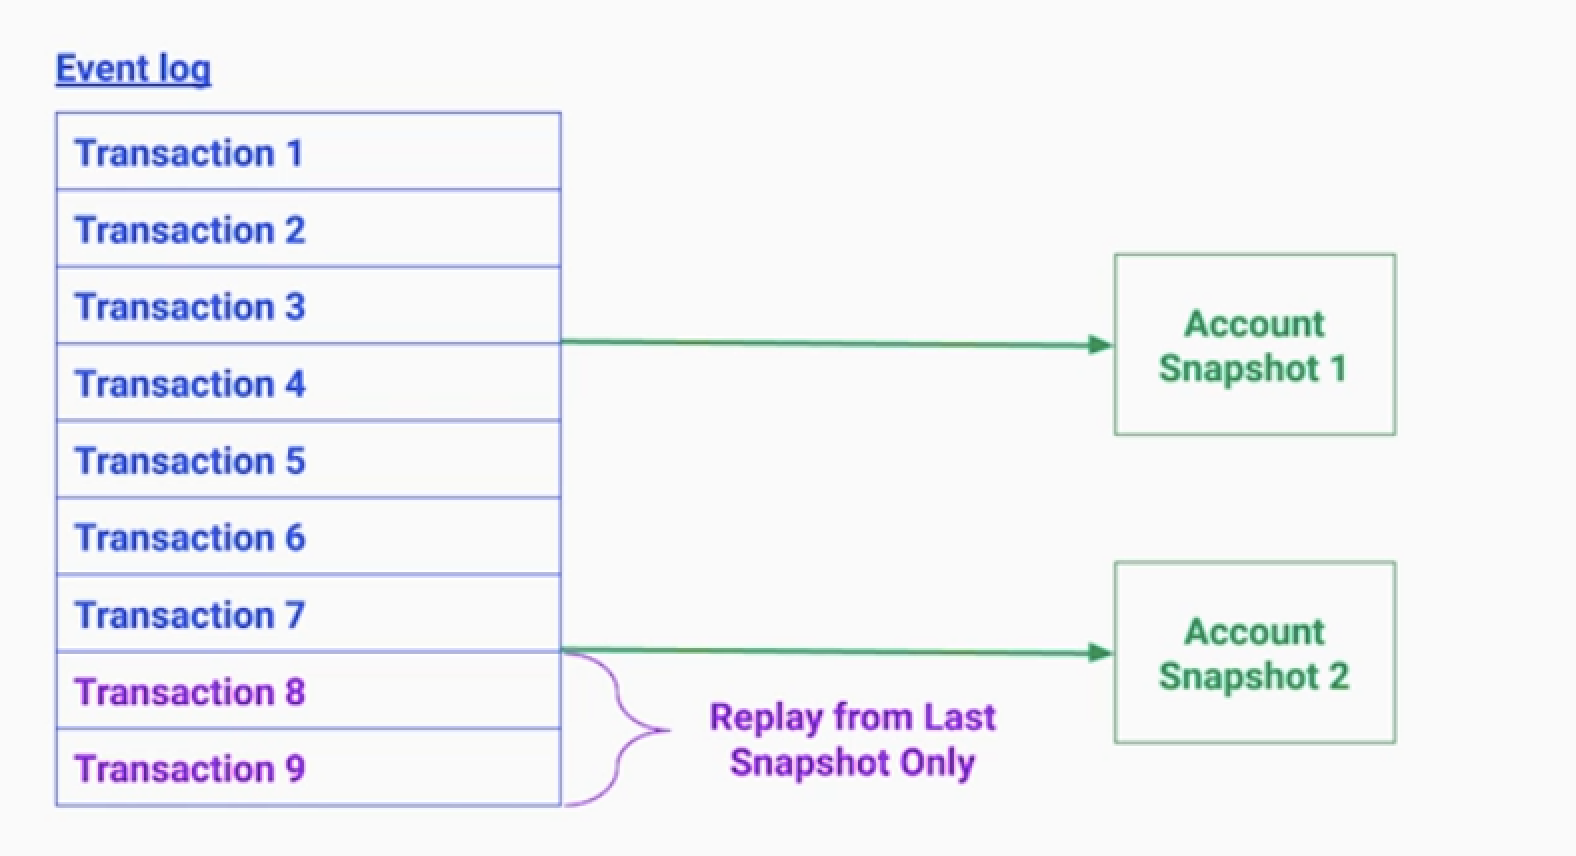 Event log
Transaction 1
Transaction 2
Transaction 3
Transaction 4
Transaction 5
Transaction 6
Transaction 7
Transaction 8
Transaction 9
Account
Snapshot 1
Account
Snapshot 2
Replay from Last
Snapshot Only